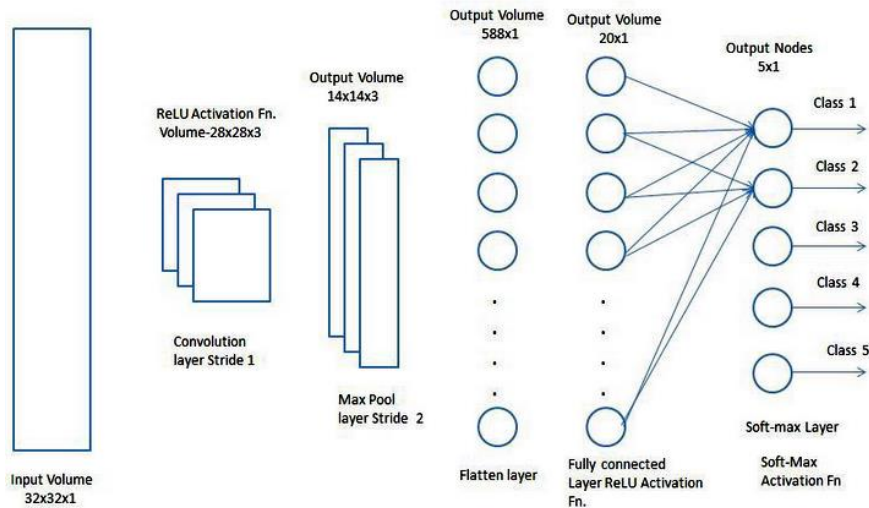 Input Volume
32x32x1
ReLU Activation Fn.
Volume-28x28x3
Convolution
layer Stride 1
Output Volume
14x14x3
Max Pool
layer Stride 2
Output Volume
588x1
Flatten layer
Output Volume
20x1
Fully connected
Layer ReLU Activation
Fn.
Output Nodes
5x1
Class 1
Class 2
Class 3
Class 4
Class 5
Soft-max Layer
Soft-Max
Activation Fn